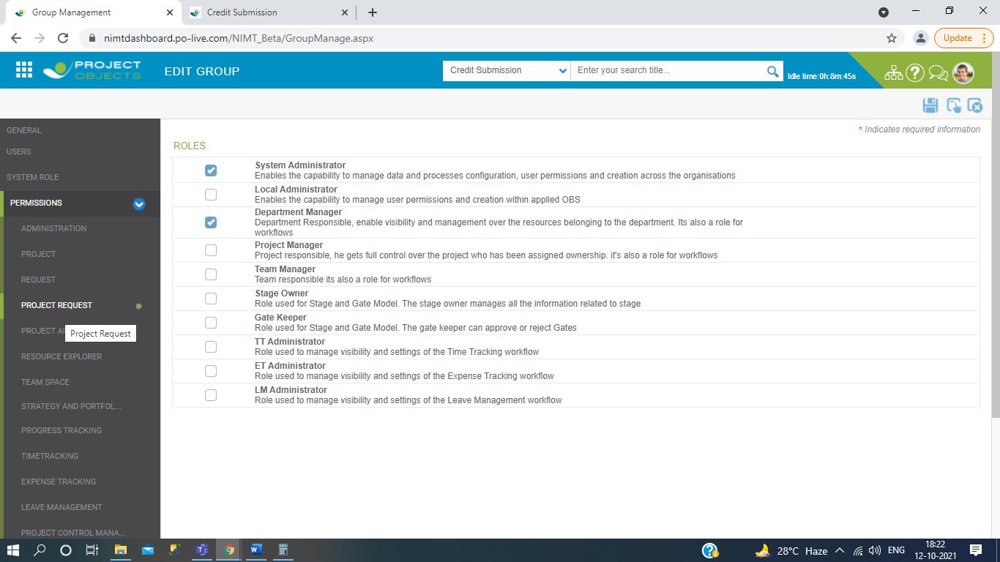 Group Management
Credit Submission
nimtdashboard.po-live.com/NIMT_Beta/GroupManage.aspx
Update
PROJECT
OBJECTS
EDIT GROUP
Credit Submission
Enter your search title...
Idle time:0h:8m:45s
* Indicates required information
GENERAL
USERS
SYSTEM ROLE
PERMISSIONS
ADMINISTRATION
PROJECT
REQUEST
PROJECT REQUEST
PROJECT
Project Request
RESOURCE EXPLORER
TEAM SPACE
STRATEGY AND PORTFOL...
PROGRESS TRACKING
TIMETRACKING
EXPENSE TRACKING
LEAVE MANAGEMENT
PROJECT CONTROL MANA...
ROLES
System Administrator
Enables the capability to manage data and processes configuration, user permissions and creation across the organisations
Local Administrator
Enables the capability to manage user permissions and creation within applied OBS
Department Manager
Department Responsible, enable visibility and management over the resources belonging to the department. Its also a role for
workflows
Project Manager
Project responsible, he gets full control over the project who has been assigned ownership. it's also a role for workflows
Team Manager
Team responsible its also a role for workflows
Stage Owner
Role used for Stage and Gate Model. The stage owner manages all the information related to stage
Gate Keeper
Role used for Stage and Gate Model. The gate keeper can approve or reject Gates
TT Administrator
Role used to manage visibility and settings of the Time Tracking workflow
ET Administrator
Role used to manage visibility and settings of the Expense Tracking workflow
LM Administrator
Role used to manage visibility and settings of the Leave Management workflow
28°C Haze
ENG
18:22
12-10-2021